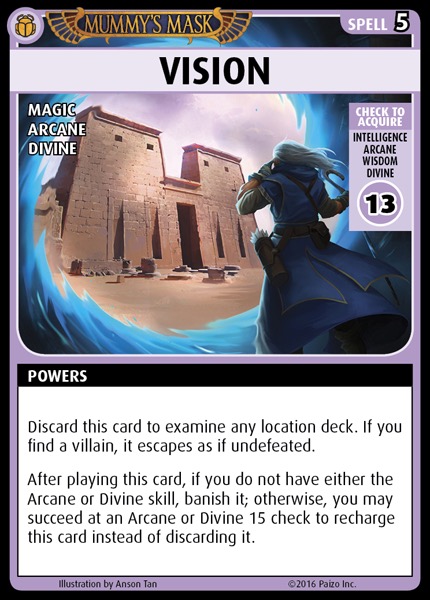 MUMMY'S MASK
SPELL 5
VISION
MAGIC
ARCANE
DIVINE
CHECK TO
ACQUIRE
INTELLIGENCE
ARCANE
WISDOM
DIVINE
13
POWERS
Discard this card to examine any location deck. If you
find a villain, it escapes as if undefeated.
After playing this card, if you do not have either the
Arcane or Divine skill, banish it; otherwise, you may
succeed at an Arcane or Divine 15 check to recharge
this card instead of discarding it.
Illustration by Anson Tan
©2016 Paizo Inc.